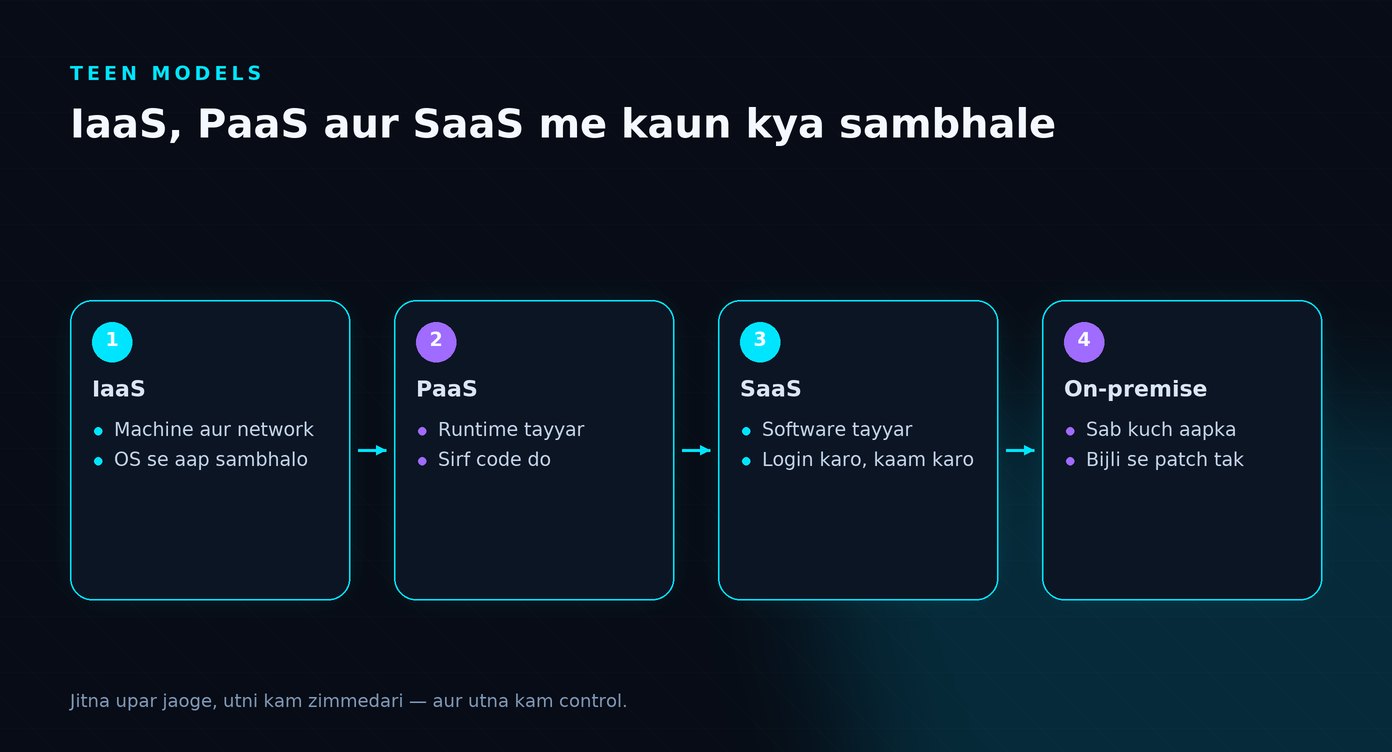 TEEN MODELS
IaaS, PaaS aur SaaS me kaun kya sambhale
1
IaaS
Machine aur network
OS se aap sambhalo
2
PaaS
Runtime tayyar
Sirf code do
3
SaaS
Software tayyar
Login karo, kaam karo
4
On-premise
Sab kuch aapka
Bijli se patch tak
Jitna upar jaoge, utni kam zimmedari — aur utna kam control.